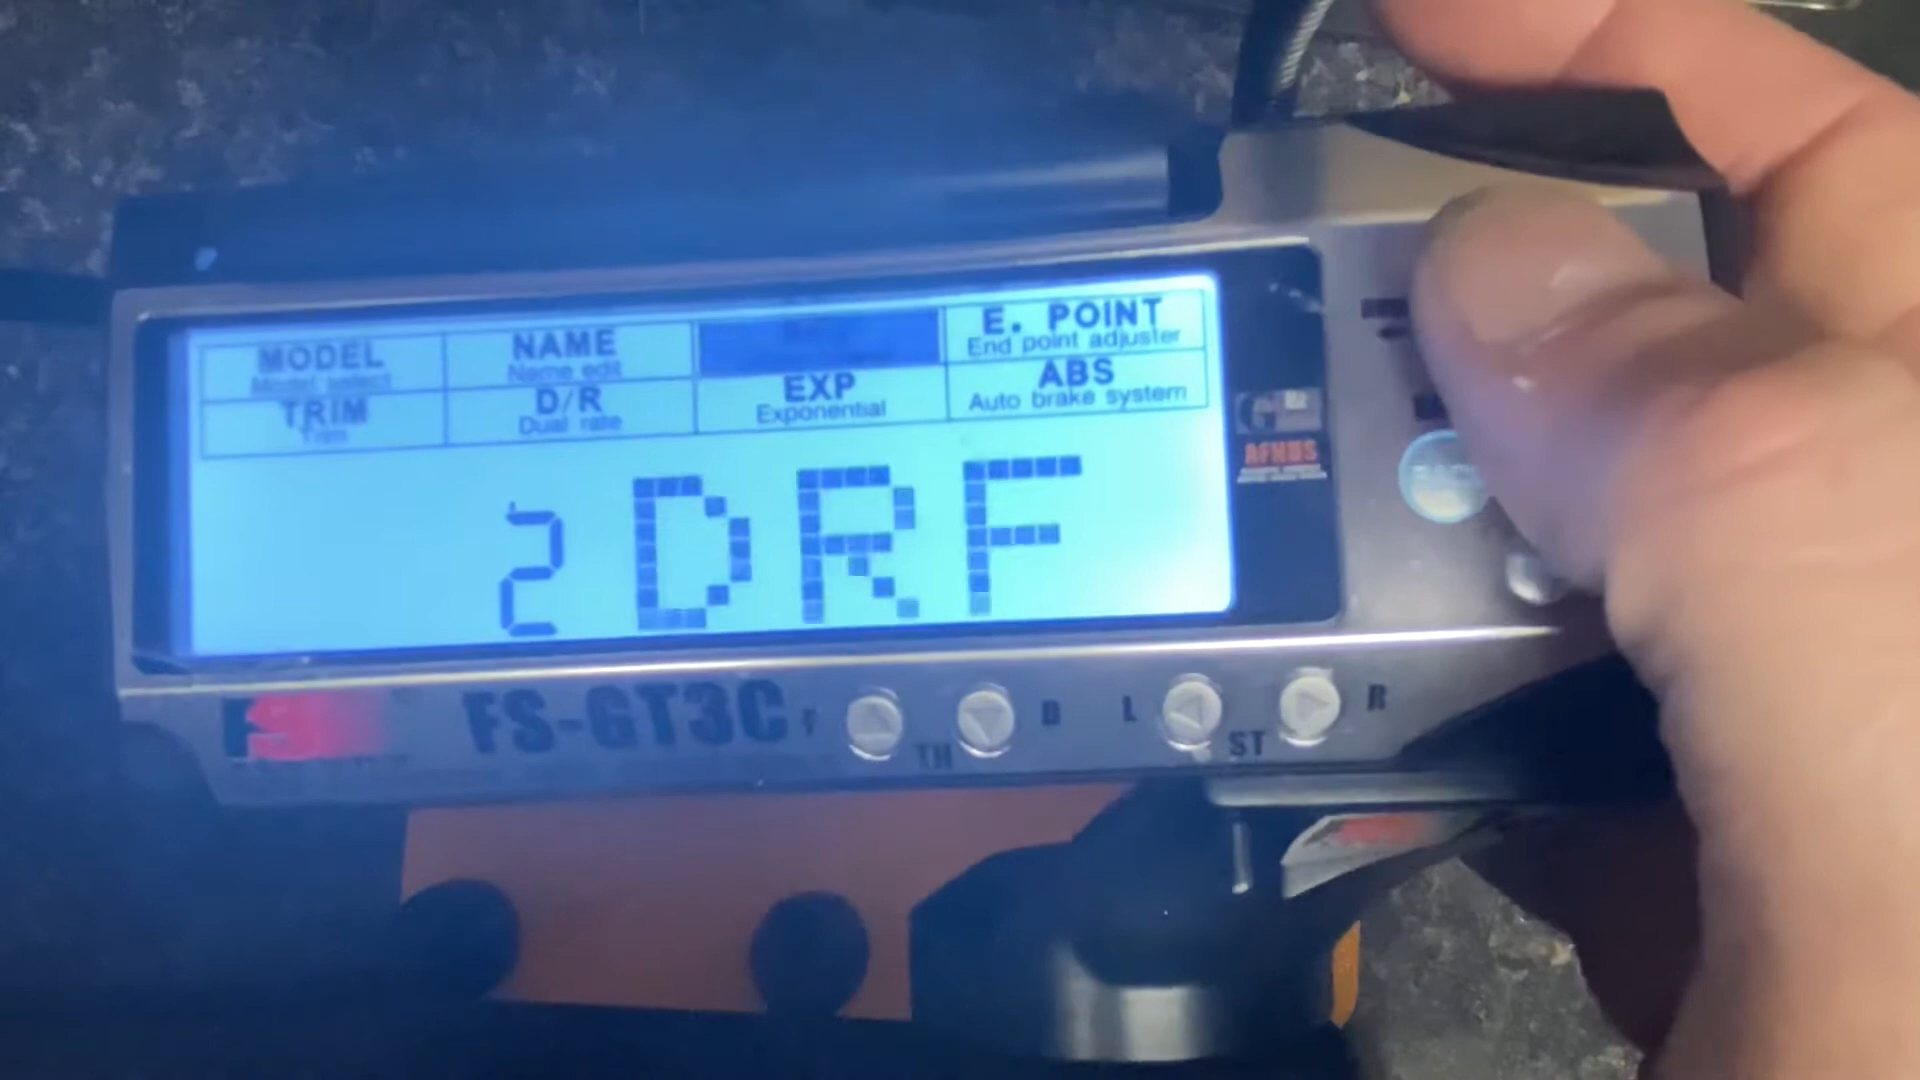 MODEL NAME E. POINT
Model select Name edit End point adjuster
TRIM D/R EXP ABS
Trim Dual rate Exponential Auto brake system
2 DRF
AFHDS
FS-GT3C F TH B L ST R